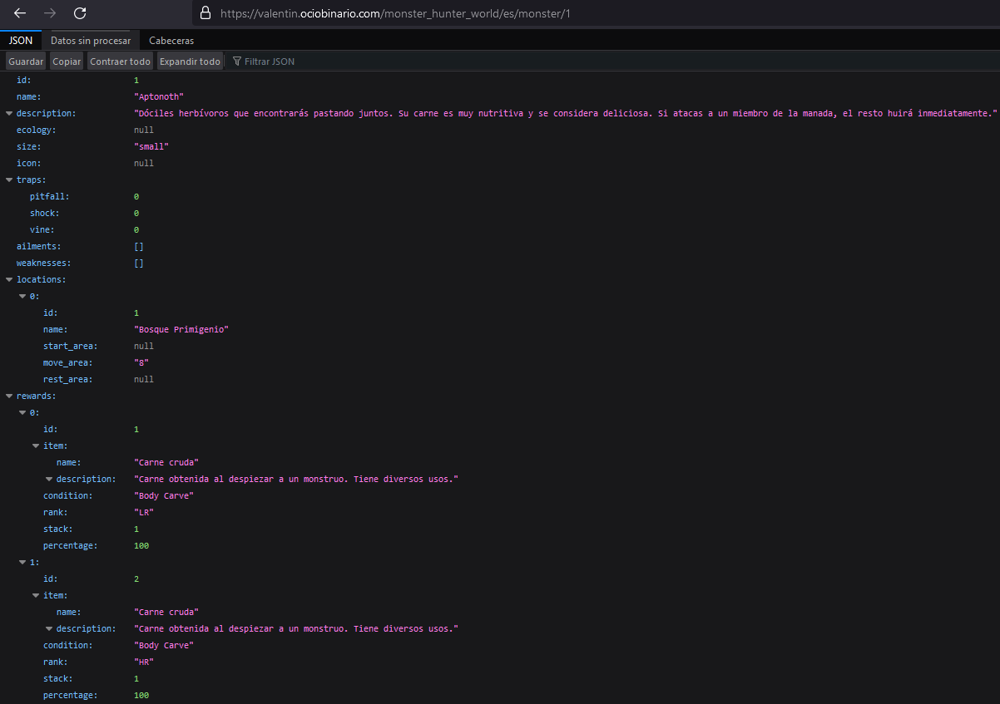 https://valentin.ociobinario.com/monster_hunter_world/es/monster/1
JSON Datos sin procesar Cabeceras
Guardar Copiar Contraer todo Expandir todo Filtrar JSON
id: 1
name: "Aptonoth"
description: "Dóciles herbívoros que encontrarás pastando juntos. Su carne es muy nutritiva y se considera deliciosa. Si atacas a un miembro de la manada, el resto huirá inmediatamente."
ecology: null
size: "small"
icon: null
traps:
pitfall: 0
shock: 0
vine: 0
ailments: []
weaknesses: []
locations:
0:
id: 1
name: "Bosque Primigenio"
start_area: null
move_area: "8"
rest_area: null
rewards:
0:
id: 1
item:
name: "Carne cruda"
description: "Carne obtenida al despiezar a un monstruo. Tiene diversos usos."
condition: "Body Carve"
rank: "LR"
stack: 1
percentage: 100
1:
id: 2
item:
name: "Carne cruda"
description: "Carne obtenida al despiezar a un monstruo. Tiene diversos usos."
condition: "Body Carve"
rank: "HR"
stack: 1
percentage: 100